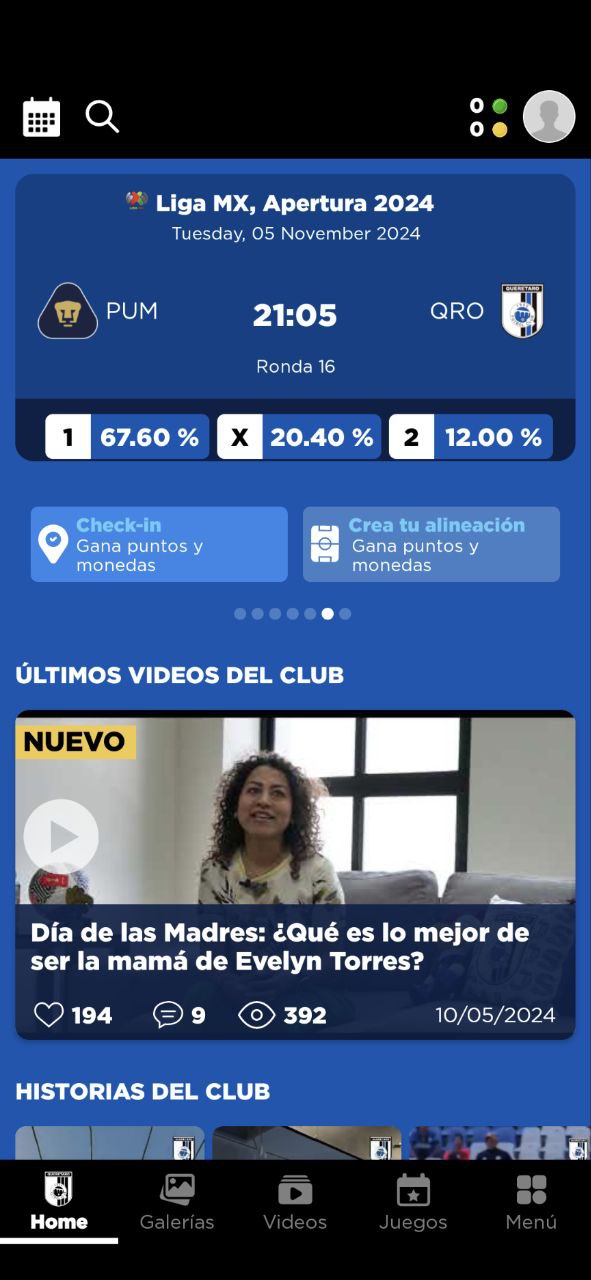 0
0
Liga MX, Apertura 2024
Tuesday, 05 November 2024
PUM
21:05
QRO
QUERETARO
Ronda 16
1 67.60 %
X 20.40 %
2 12.00 %
Check-in
Gana puntos y
monedas
Crea tu alineación
Gana puntos y
monedas
ÚLTIMOS VIDEOS DEL CLUB
NUEVO
Día de las Madres: ¿Qué es lo mejor de
ser la mamá de Evelyn Torres?
194
9
392
10/05/2024
HISTORIAS DEL CLUB
Home
Galerías
Videos
Juegos
Menú